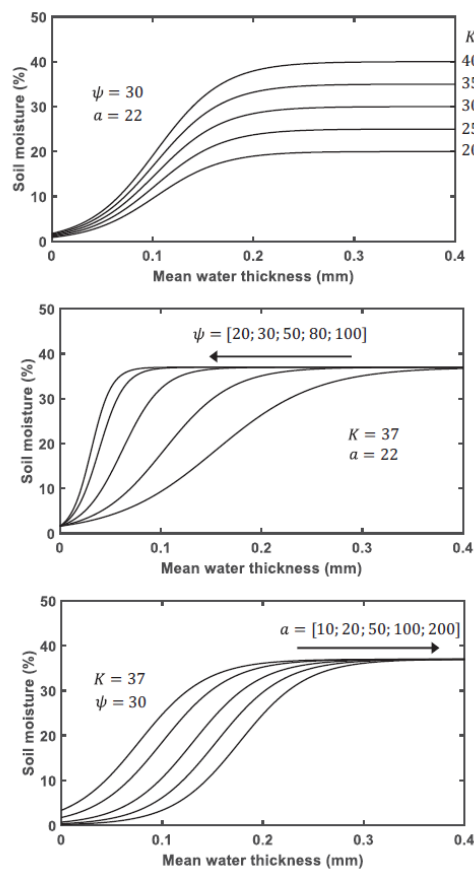 50
40
30
20
10
0
Soil moisture (%)
ψ = 30
a = 22
K
40
35
30
25
20
0.1
0.2
0.3
0.4
Mean water thickness (mm)
50
40
30
20
10
0
Soil moisture (%)
ψ = [20; 30; 50; 80; 100]
K = 37
a = 22
0
0.1
0.2
0.3
0.4
Mean water thickness (mm)
50
40
30
20
10
0
Soil moisture (%)
a = [10; 20; 50; 100; 200]
K = 37
ψ = 30
0
0.1
0.2
0.3
0.4
Mean water thickness (mm)